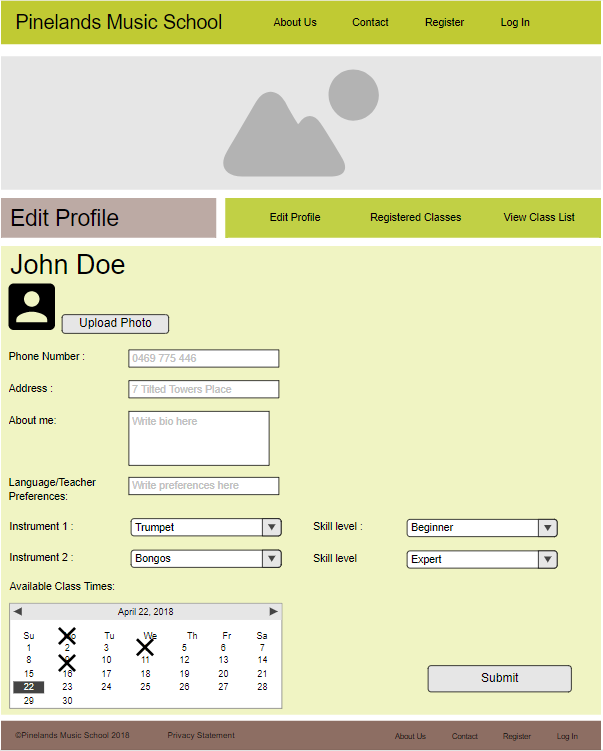 Pinelands Music School
About Us Contact Register Log In
Edit Profile
Edit Profile Registered Classes View Class List
John Doe
Upload Photo
Phone Number : 0469 775 446
Address : 7 Tilted Towers Place
About me: Write bio here
Language/Teacher
Preferences: Write preferences here
Instrument 1 : Trumpet Skill level : Beginner
Instrument 2 : Bongos Skill level Expert
Available Class Times:
April 22, 2018
Su Mo Tu We Th Fr Sa
1 2 3 5 6 7
8 9 10 11 12 13 14
15 16 17 18 19 20 21
22 23 24 25 26 27 28
29 30
Submit
©Pinelands Music School 2018 Privacy Statement About Us Contact Register Log In